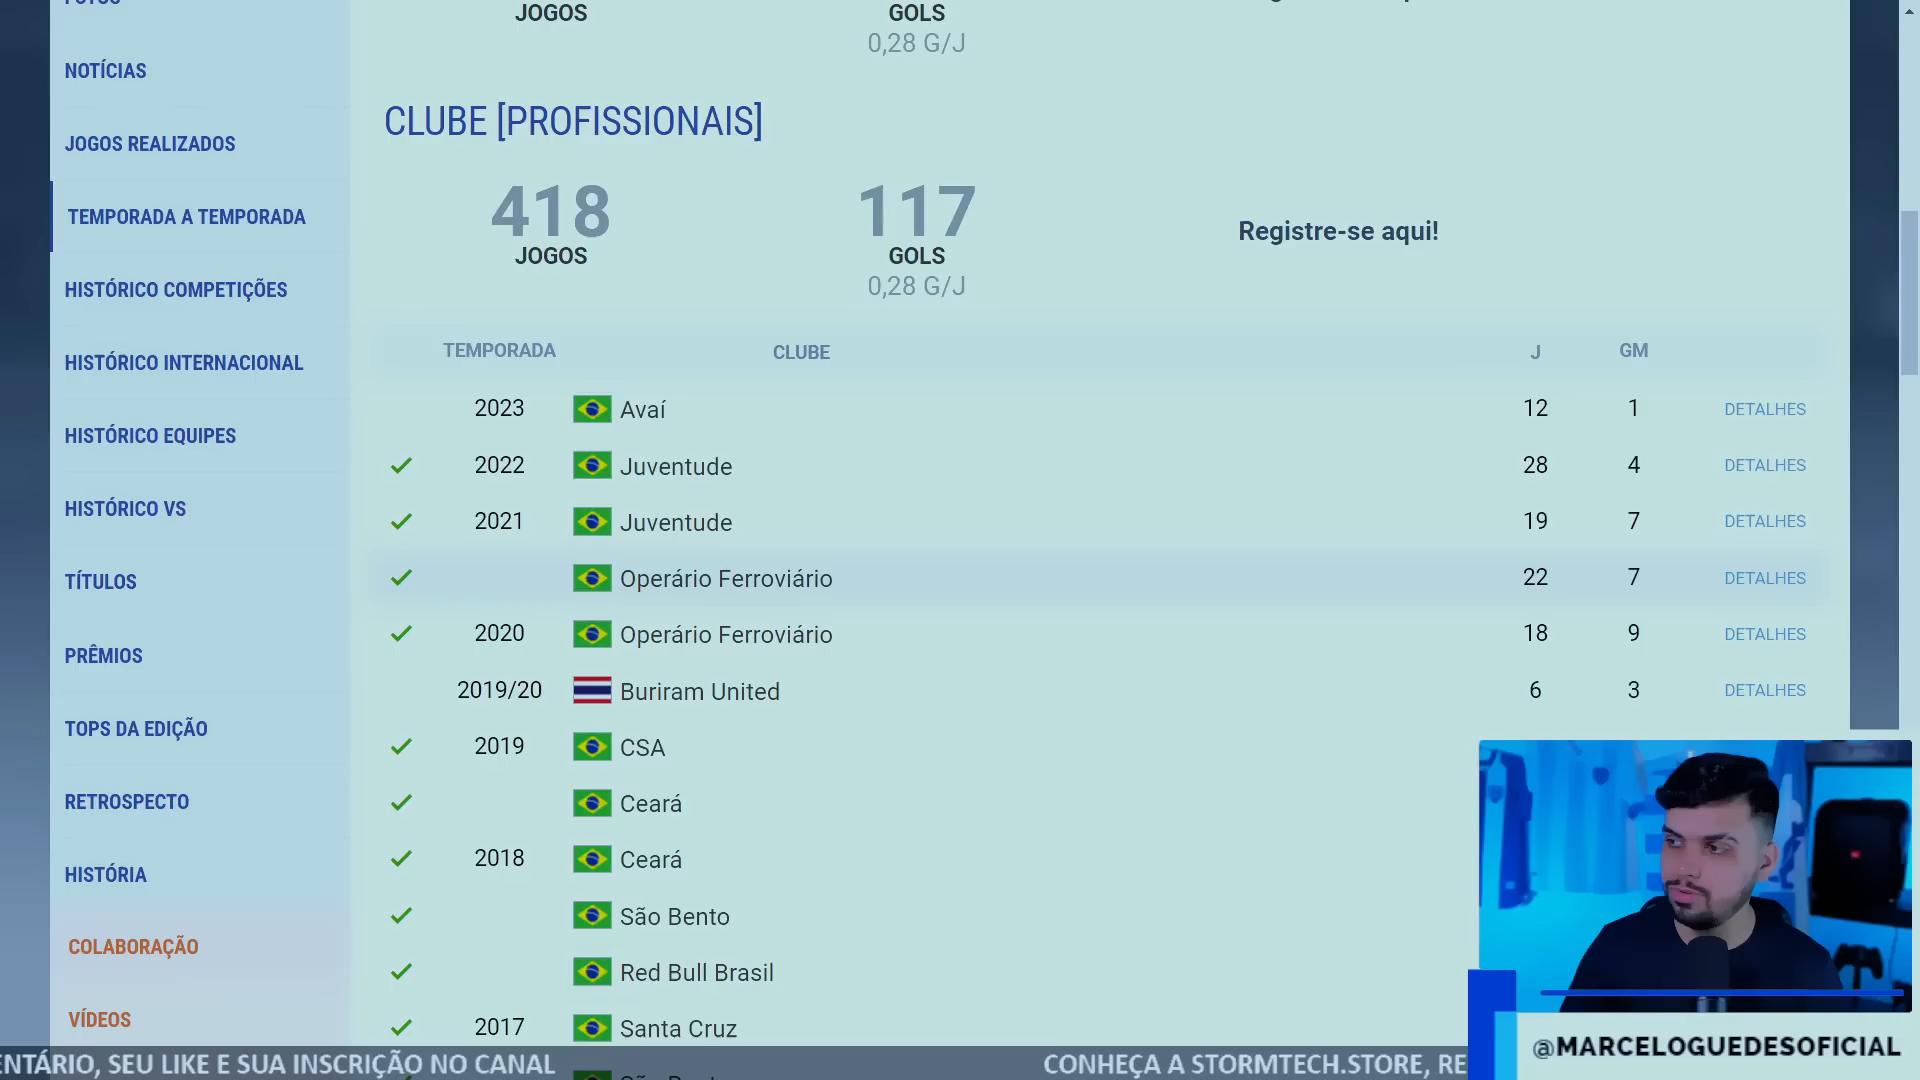 JOGOS
GOLS
0,28 G/J
NOTÍCIAS
JOGOS REALIZADOS
TEMPORADA A TEMPORADA
HISTÓRICO COMPETIÇÕES
HISTÓRICO INTERNACIONAL
HISTÓRICO EQUIPES
HISTÓRICO VS
TÍTULOS
PRÊMIOS
TOPS DA EDIÇÃO
RETROSPECTO
HISTÓRIA
COLABORAÇÃO
VÍDEOS
CLUBE [PROFISSIONAIS]
418
JOGOS
117
GOLS
0,28 G/J
Registre-se aqui!
TEMPORADA CLUBE J GM
2023 Avaí 12 1 DETALHES
2022 Juventude 28 4 DETALHES
2021 Juventude 19 7 DETALHES
Operário Ferroviário 22 7 DETALHES
2020 Operário Ferroviário 18 9 DETALHES
2019/20 Buriram United 6 3 DETALHES
2019 CSA
Ceará
2018 Ceará
São Bento
Red Bull Brasil
2017 Santa Cruz
@MARCELOGUEDESOFICIAL
ENTÁRIO, SEU LIKE E SUA INSCRIÇÃO NO CANAL CONHEÇA A STORMTECH.STORE, RE